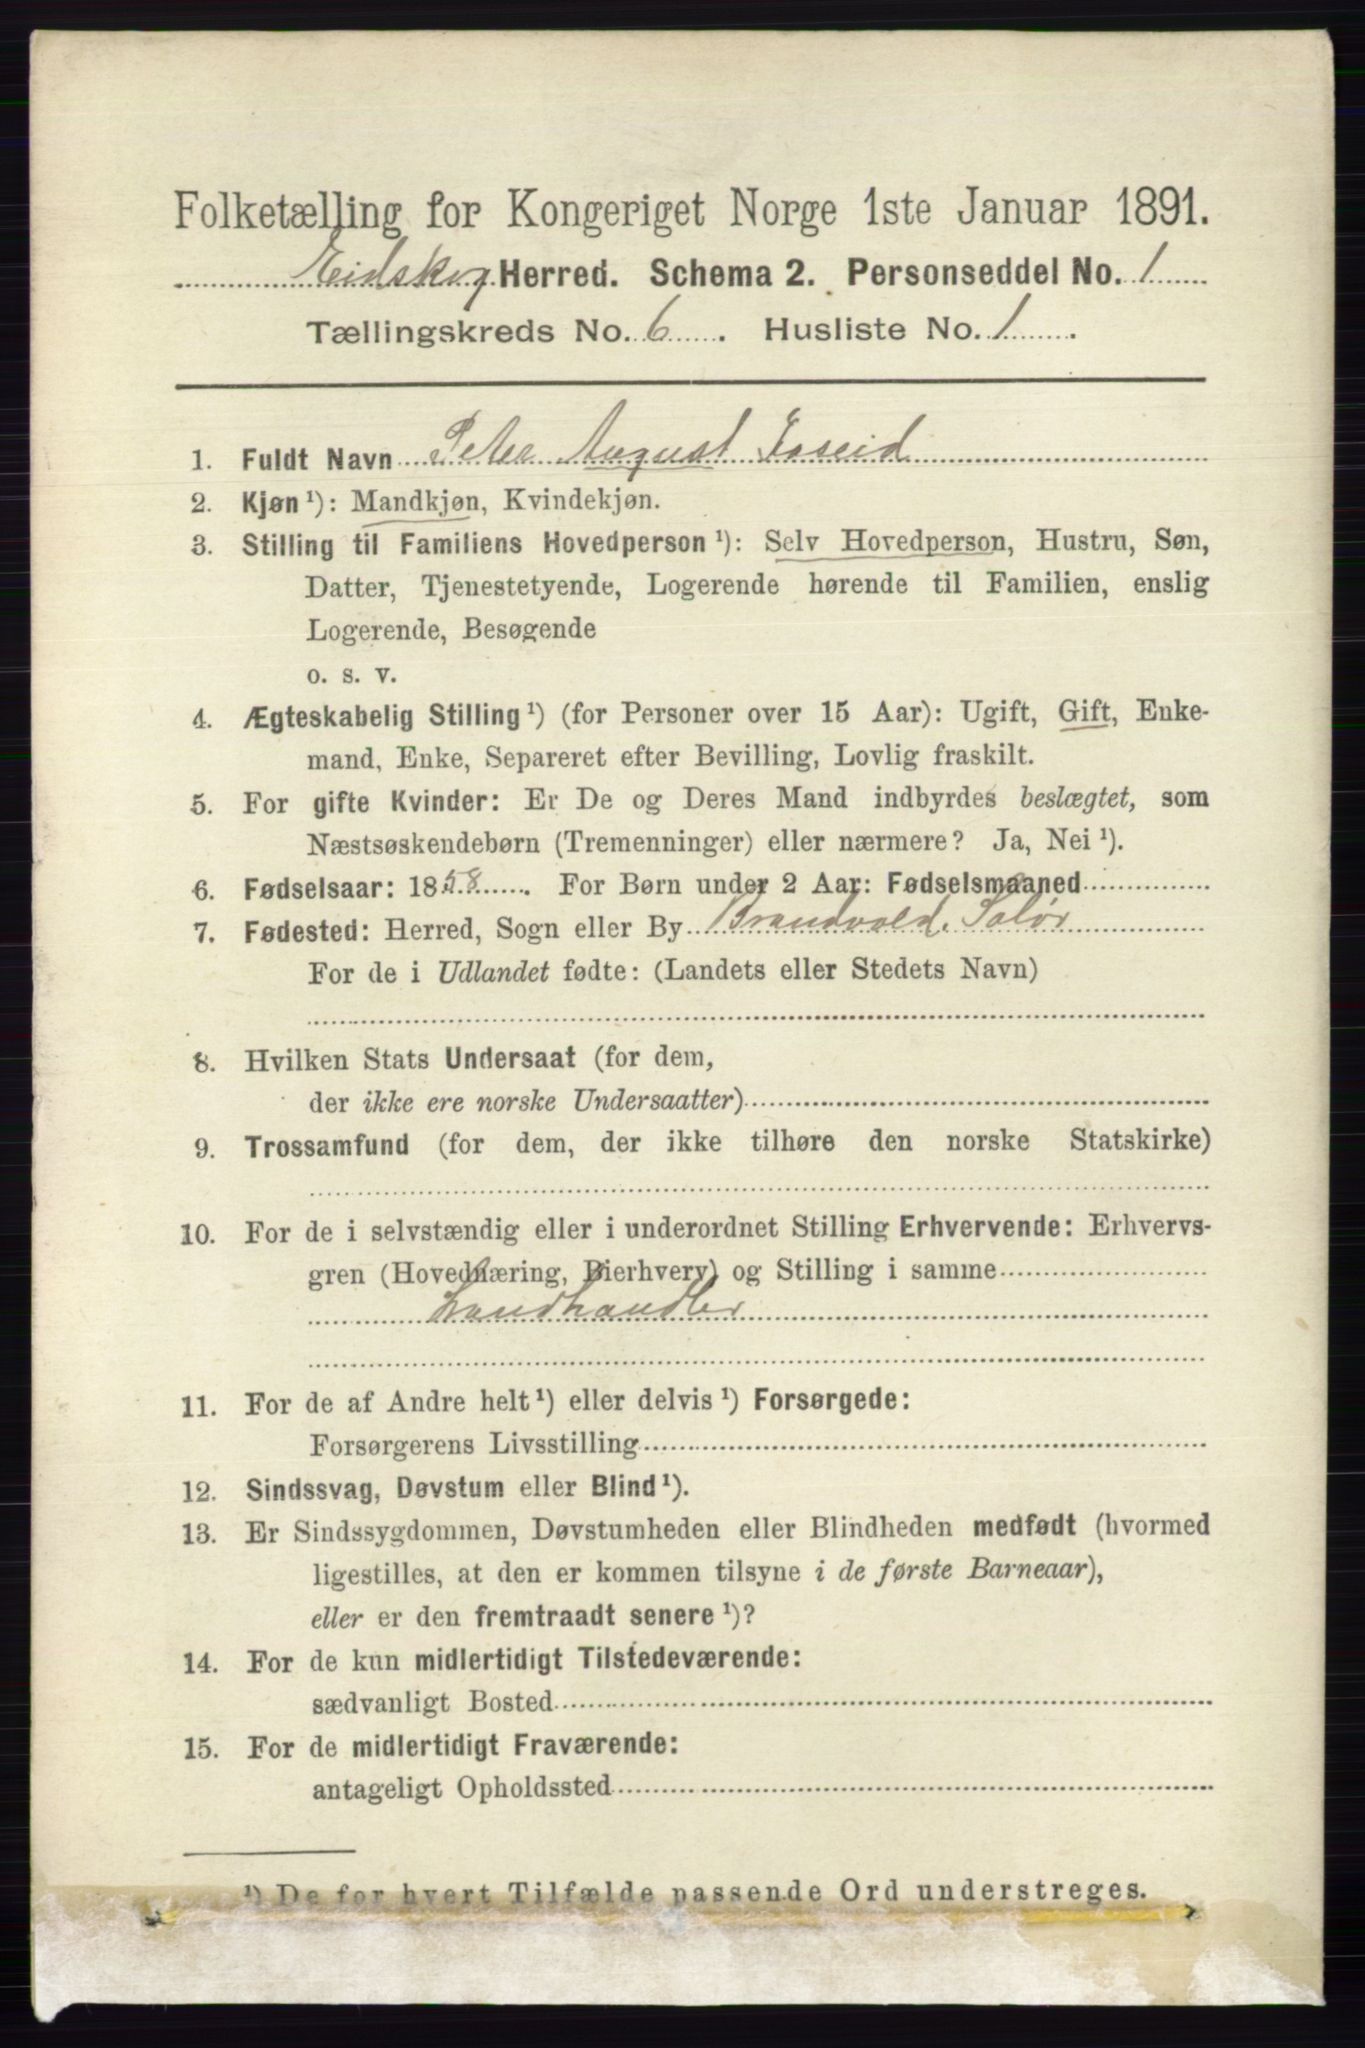 Folketælling for Kongeriget Norge 1ste Januar 1891.
Eidskog Herred. Schema 2. Personseddel No. 1
Tællingskreds No. 6. Husliste No. 1.
1. Fuldt Navn Peter August
2. Kjøn ¹): Mandkjøn, Kvindekjøn.
3. Stilling til Familiens Hovedperson ¹): Selv Hovedperson, Hustru, Søn,
Datter, Tjenestetyende, Logerende hørende til Familien, enslig
Logerende, Besøgende
o. s. v.
4. Ægteskabelig Stilling ¹) (for Personer over 15 Aar): Ugift, Gift, Enke-
mand, Enke, Separeret efter Bevilling, Lovlig fraskilt.
5. For gifte Kvinder: Er De og Deres Mand indbyrdes beslægtet, som
Næstsøskendebørn (Tremenninger) eller nærmere? Ja, Nei ¹).
6. Fødselsaar: 1858. For Børn under 2 Aar: Fødselsmaaned
7. Fødested: Herred, Sogn eller By Brandvold. Solør
For de i Udlandet fødte: (Landets eller Stedets Navn)
8. Hvilken Stats Undersaat (for dem,
der ikke ere norske Undersaatter)
9. Trossamfund (for dem, der ikke tilhøre den norske Statskirke)
10. For de i selvstændig eller i underordnet Stilling Erhvervende: Erhvervs-
gren (Hovednæring, Bierhverv) og Stilling i samme
Landhandler
11. For de af Andre helt ¹) eller delvis ¹) Forsørgede:
Forsørgerens Livsstilling
12. Sindssvag, Døvstum eller Blind ¹).
13. Er Sindssygdommen, Døvstumheden eller Blindheden medfødt (hvormed
ligestilles, at den er kommen tilsyne i de første Barneaar),
eller er den fremtraadt senere ¹)?
14. For de kun midlertidigt Tilstedeværende:
sædvanligt Bosted
15. For de midlertidigt Fraværende:
antageligt Opholdssted
¹) De for hvert Tilfælde passende Ord understreges.